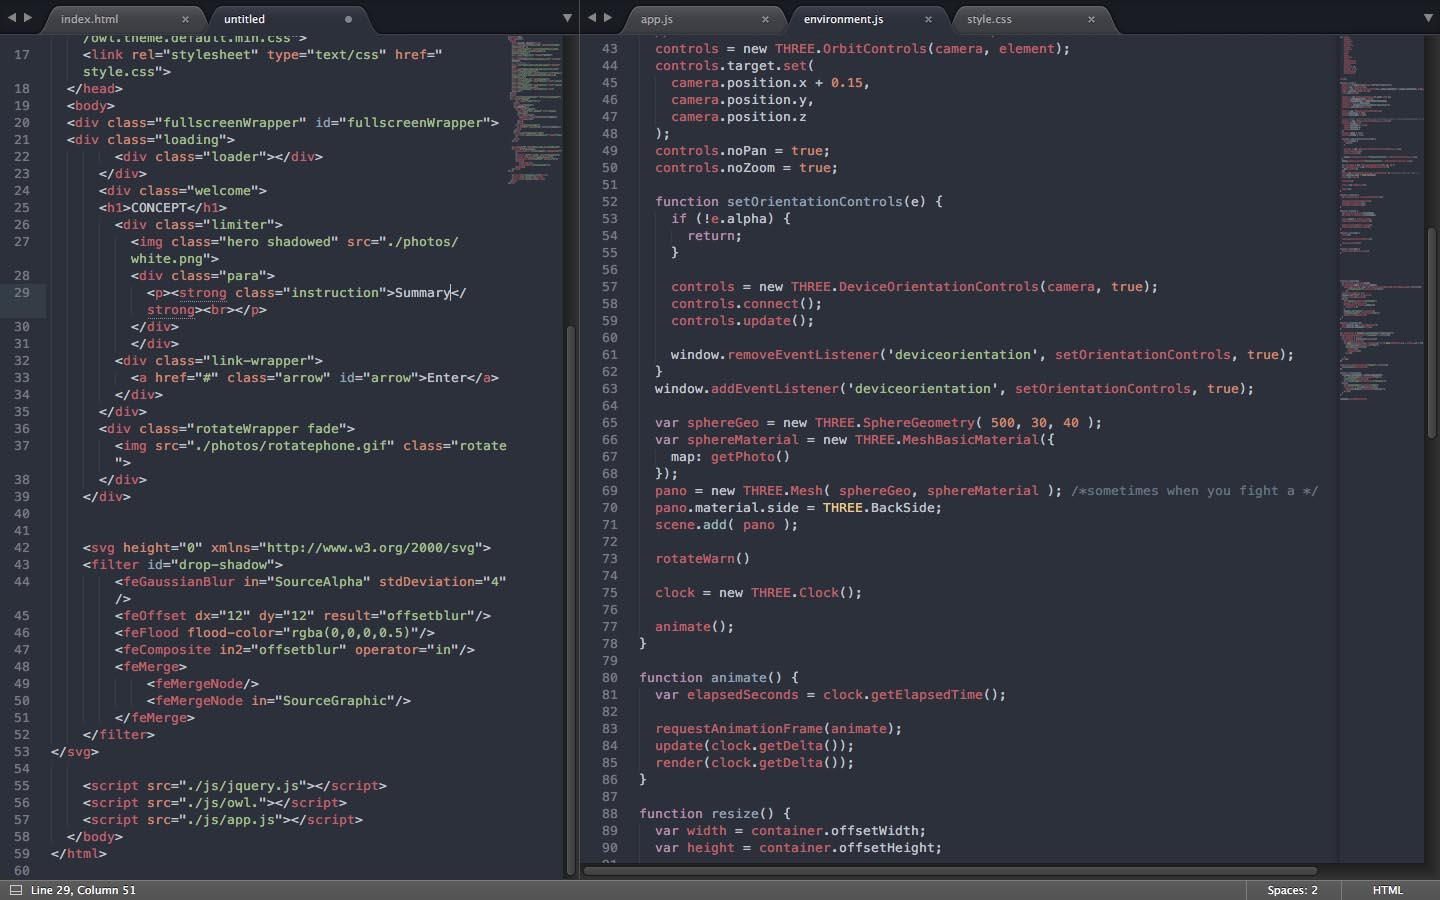 index.html
untitled
/owl.theme.default.min.css">
17 <link rel="stylesheet" type="text/css" href="
style.css">
18 </head>
19 <body>
20 <div class="fullscreenWrapper" id="fullscreenWrapper">
21 <div class="loading">
22 <div class="loader"></div>
23 </div>
24 <div class="welcome">
25 <h1>CONCEPT</h1>
26 <div class="limiter">
27 <img class="hero shadowed" src="./photos/
white.png">
28 <div class="para">
29 <p><strong class="instruction">Summary</
strong><br></p>
30 </div>
31 </div>
32 <div class="link-wrapper">
33 <a href="#" class="arrow" id="arrow">Enter</a>
34 </div>
35 </div>
36 <div class="rotateWrapper fade">
37 <img src="./photos/rotatephone.gif" class="rotate
">
38 </div>
39 </div>
40
41
42 <svg height="0" xmlns="http://www.w3.org/2000/svg">
43 <filter id="drop-shadow">
44 <feGaussianBlur in="SourceAlpha" stdDeviation="4"
/>
45 <feOffset dx="12" dy="12" result="offsetblur"/>
46 <feFlood flood-color="rgba(0,0,0,0.5)"/>
47 <feComposite in2="offsetblur" operator="in"/>
48 <feMerge>
49 <feMergeNode/>
50 <feMergeNode in="SourceGraphic"/>
51 </feMerge>
52 </filter>
53 </svg>
54
55 <script src="./js/jquery.js"></script>
56 <script src="./js/owl."></script>
57 <script src="./js/app.js"></script>
58 </body>
59 </html>
60
app.js
environment.js
style.css
43 controls = new THREE.OrbitControls(camera, element);
44 controls.target.set(
45 camera.position.x + 0.15,
46 camera.position.y,
47 camera.position.z
48 );
49 controls.noPan = true;
50 controls.noZoom = true;
51
52 function setOrientationControls(e) {
53 if (!e.alpha) {
54 return;
55 }
56
57 controls = new THREE.DeviceOrientationControls(camera, true);
58 controls.connect();
59 controls.update();
60
61 window.removeEventListener('deviceorientation', setOrientationControls, true);
62 }
63 window.addEventListener('deviceorientation', setOrientationControls, true);
64
65 var sphereGeo = new THREE.SphereGeometry( 500, 30, 40 );
66 var sphereMaterial = new THREE.MeshBasicMaterial({
67 map: getPhoto()
68 });
69 pano = new THREE.Mesh( sphereGeo, sphereMaterial ); /*sometimes when you fight a */
70 pano.material.side = THREE.BackSide;
71 scene.add( pano );
72
73 rotateWarn()
74
75 clock = new THREE.Clock();
76
77 animate();
78 }
79
80 function animate() {
81 var elapsedSeconds = clock.getElapsedTime();
82
83 requestAnimationFrame(animate);
84 update(clock.getDelta());
85 render(clock.getDelta());
86 }
87
88 function resize() {
89 var width = container.offsetWidth;
90 var height = container.offsetHeight;
Line 29, Column 51
Spaces: 2
HTML